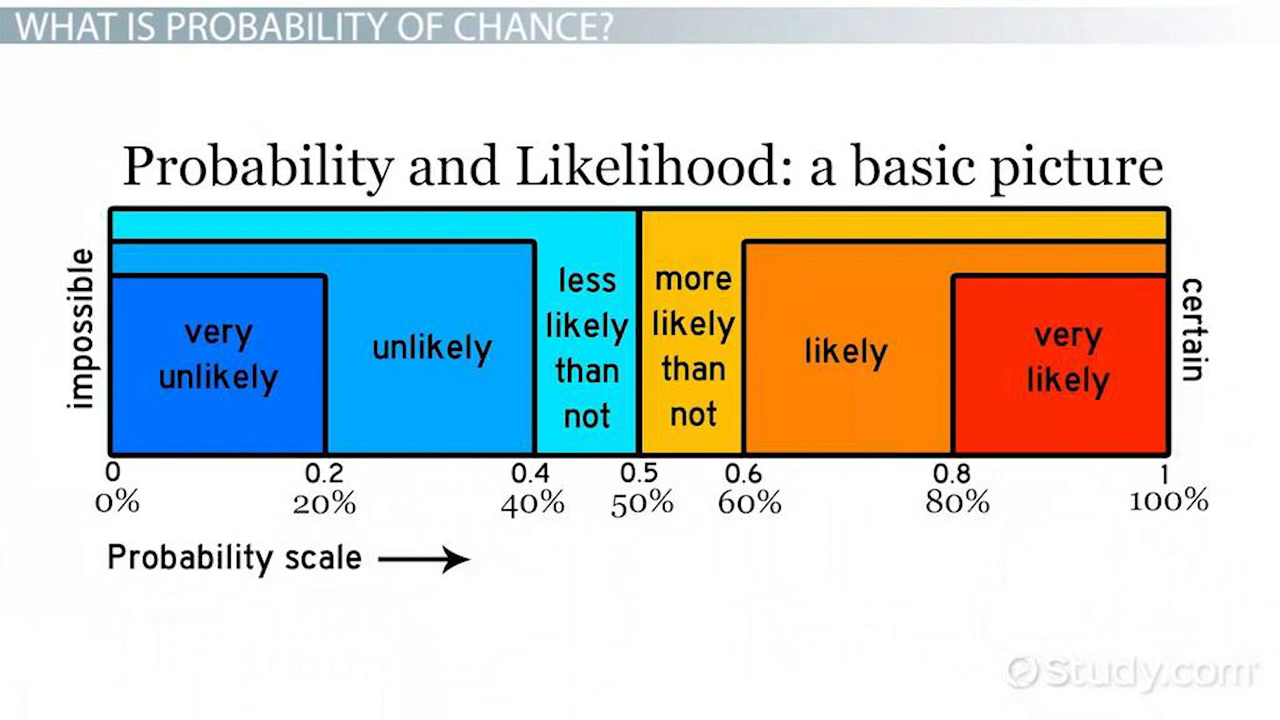 WHAT IS PROBABILITY OF CHANCE?
Probability and Likelihood: a basic picture
impossible
very
unlikely
unlikely
less
likely
than
not
more
likely
than
not
likely
very
likely
certain
0 0.2 0.4 0.5 0.6 0.8 1
0% 20% 40% 50% 60% 80% 100%
Probability scale
Study.com